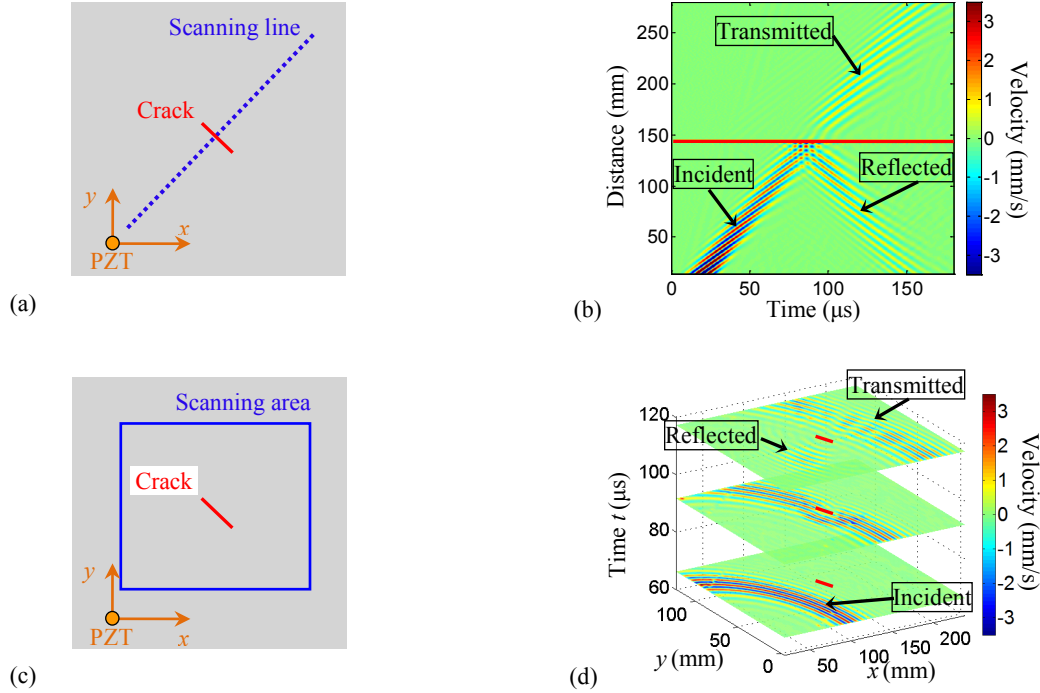 Scanning line
Crack
y
x
PZT
(a)
Transmitted
Incident
Reflected
250
200
150
100
50
Distance (mm)
0
50
100
150
Time (μs)
3
2
1
0
-1
-2
-3
Velocity (mm/s)
(b)
Scanning area
Crack
y
x
PZT
(c)
Transmitted
Reflected
Incident
120
100
80
60
Time t (μs)
100
50
0
y (mm)
50
100
150
200
x (mm)
3
2
1
0
-1
-2
-3
Velocity (mm/s)
(d)